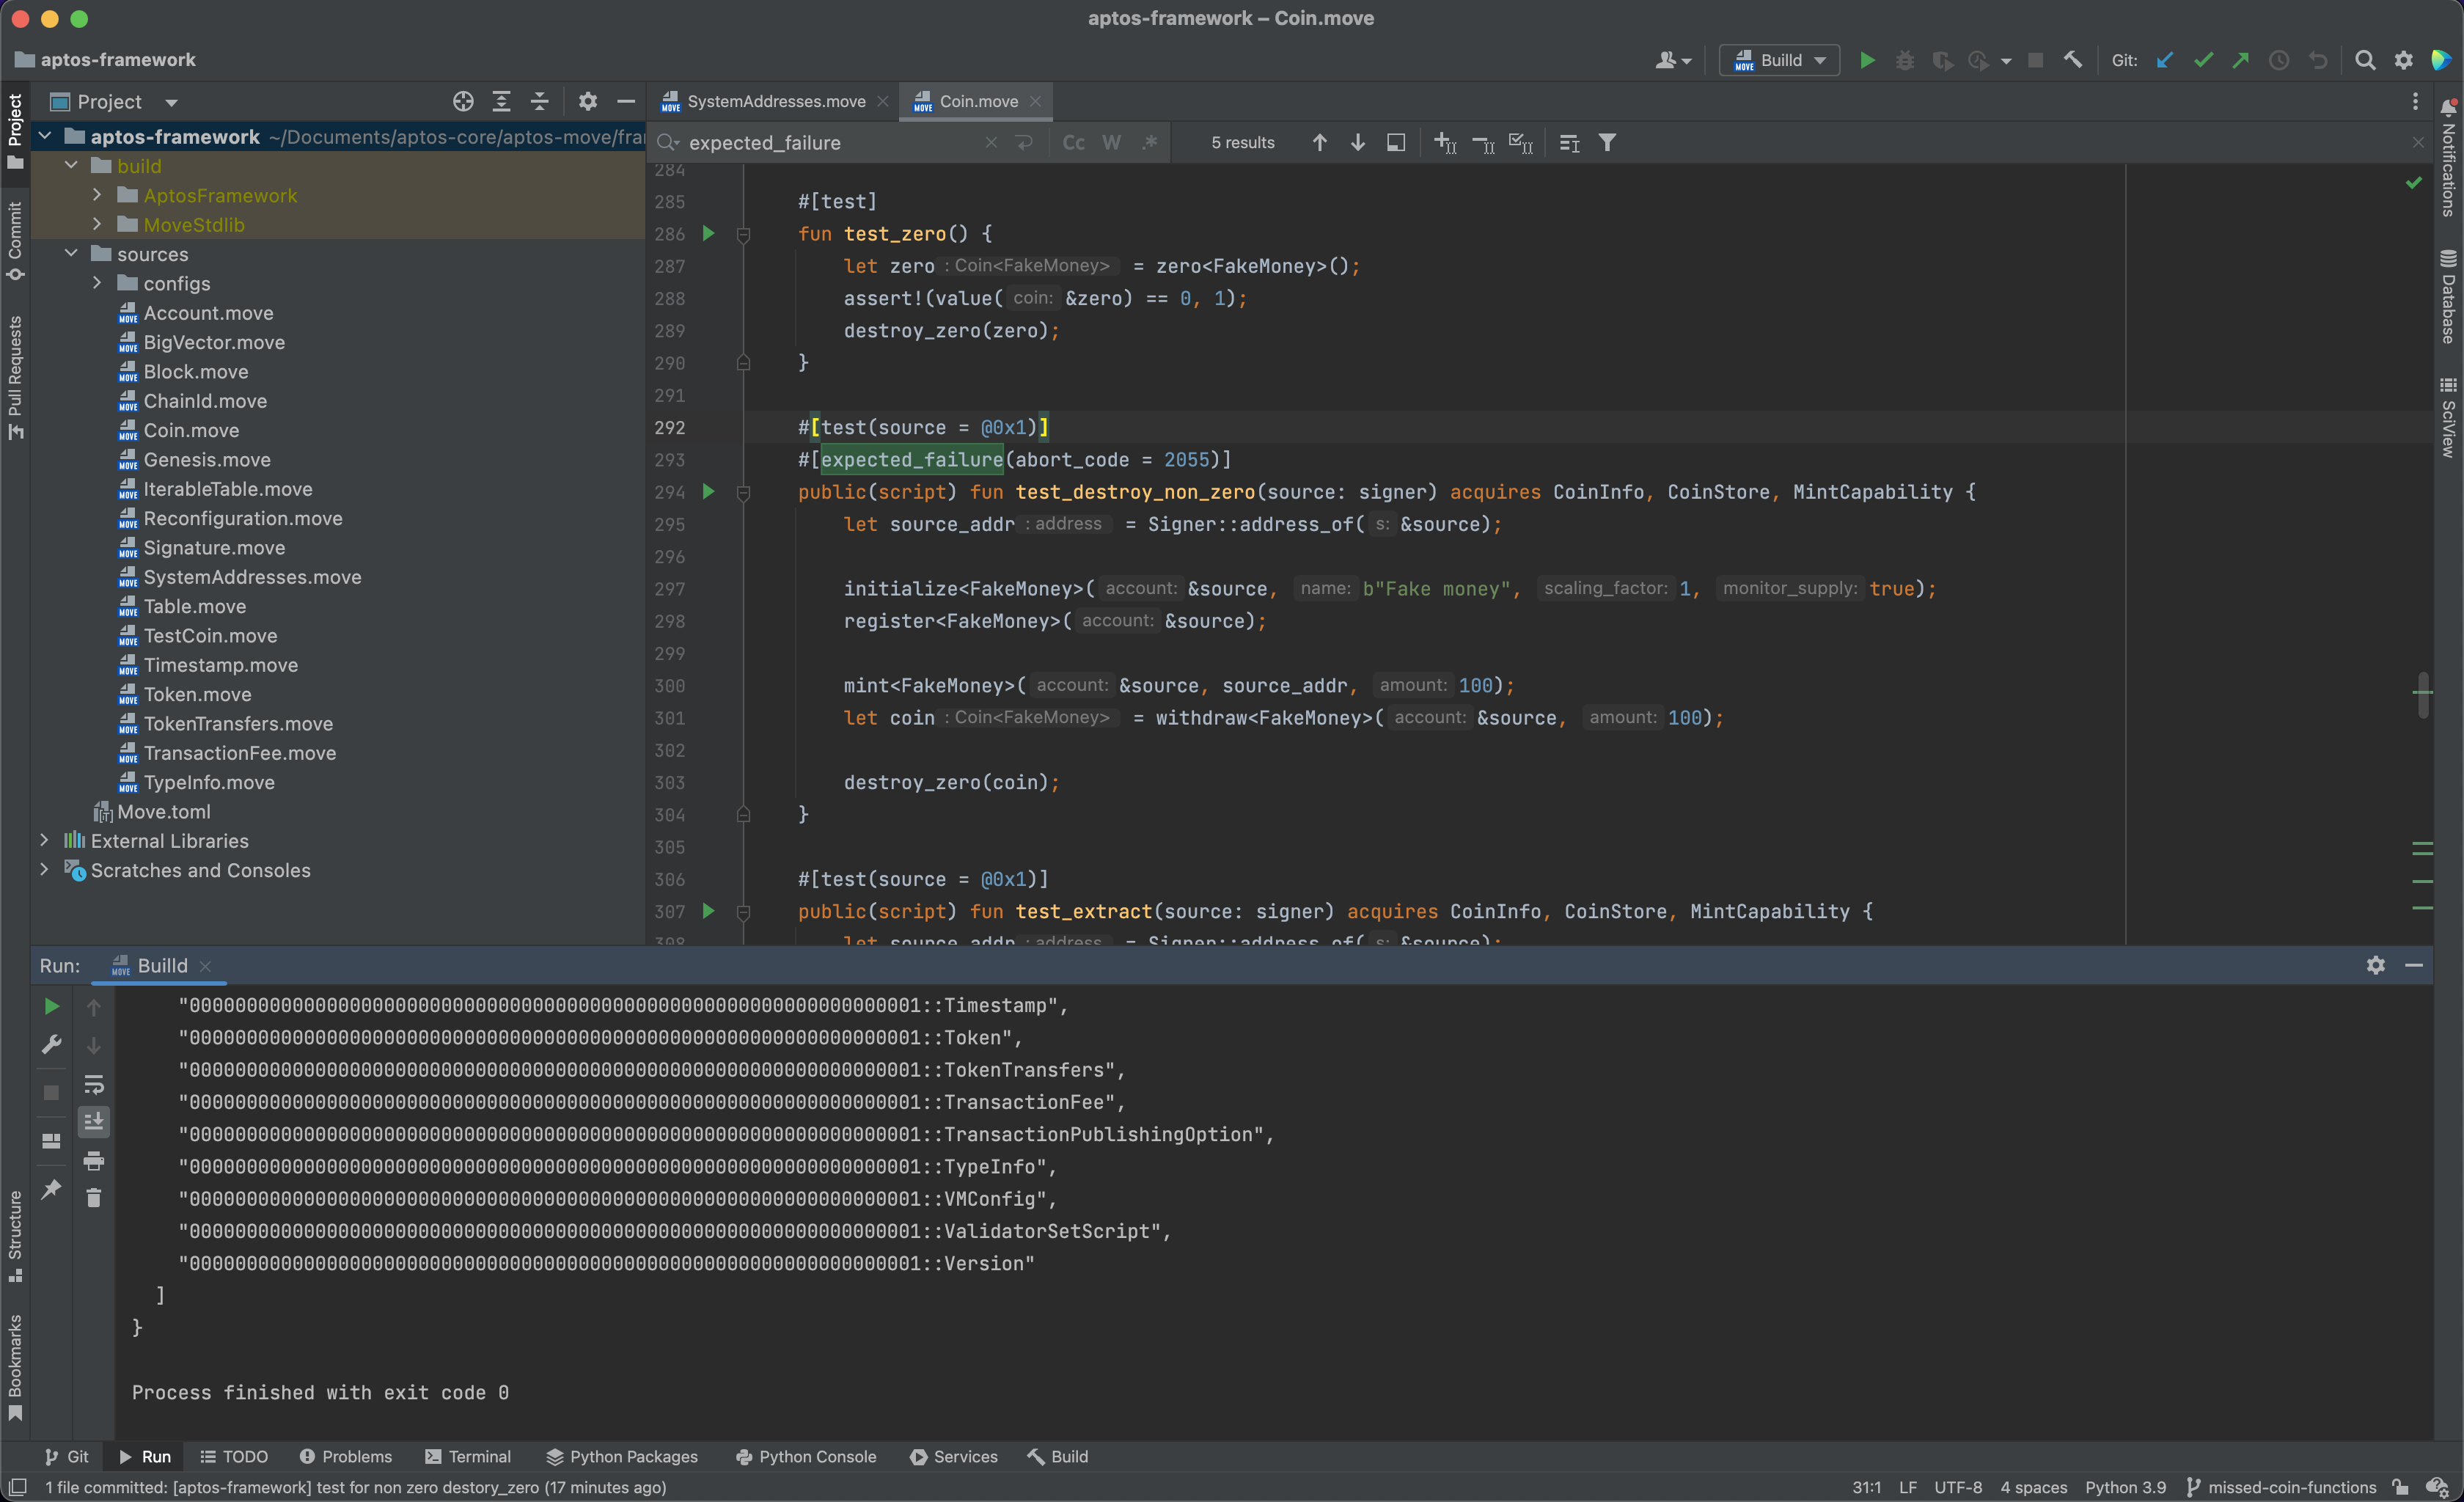 aptos-framework – Coin.move
aptos-framework
Builld
Git:
Project
SystemAddresses.move
Coin.move
aptos-framework ~/Documents/aptos-core/aptos-move/fra
build
AptosFramework
MoveStdlib
sources
configs
Account.move
BigVector.move
Block.move
ChainId.move
Coin.move
Genesis.move
IterableTable.move
Reconfiguration.move
Signature.move
SystemAddresses.move
Table.move
TestCoin.move
Timestamp.move
Token.move
TokenTransfers.move
TransactionFee.move
TypeInfo.move
Move.toml
External Libraries
Scratches and Consoles
Project
Commit
Pull Requests
expected_failure
Cc W .*
5 results
284
285 #[test]
286 fun test_zero() {
287 let zero : Coin<FakeMoney> = zero<FakeMoney>();
288 assert!(value( coin: &zero) == 0, 1);
289 destroy_zero(zero);
290 }
291
292 #[test(source = @0x1)]
293 #[expected_failure(abort_code = 2055)]
294 public(script) fun test_destroy_non_zero(source: signer) acquires CoinInfo, CoinStore, MintCapability {
295 let source_addr : address = Signer::address_of( s: &source);
296
297 initialize<FakeMoney>( account: &source, name: b"Fake money", scaling_factor: 1, monitor_supply: true);
298 register<FakeMoney>( account: &source);
299
300 mint<FakeMoney>( account: &source, source_addr, amount: 100);
301 let coin : Coin<FakeMoney> = withdraw<FakeMoney>( account: &source, amount: 100);
302
303 destroy_zero(coin);
304 }
305
306 #[test(source = @0x1)]
307 public(script) fun test_extract(source: signer) acquires CoinInfo, CoinStore, MintCapability {
308 let source_addr : address = Signer::address_of( s: &source);
Notifications
Database
SciView
Run: Builld
"0000000000000000000000000000000000000000000000000000000000000001::Timestamp",
"0000000000000000000000000000000000000000000000000000000000000001::Token",
"0000000000000000000000000000000000000000000000000000000000000001::TokenTransfers",
"0000000000000000000000000000000000000000000000000000000000000001::TransactionFee",
"0000000000000000000000000000000000000000000000000000000000000001::TransactionPublishingOption",
"0000000000000000000000000000000000000000000000000000000000000001::TypeInfo",
"0000000000000000000000000000000000000000000000000000000000000001::VMConfig",
"0000000000000000000000000000000000000000000000000000000000000001::ValidatorSetScript",
"0000000000000000000000000000000000000000000000000000000000000001::Version"
]
}
Process finished with exit code 0
Structure
Bookmarks
Git Run TODO Problems Terminal Python Packages Python Console Services Build
1 file committed: [aptos-framework] test for non zero destory_zero (17 minutes ago)
31:1 LF UTF-8 4 spaces Python 3.9 missed-coin-functions